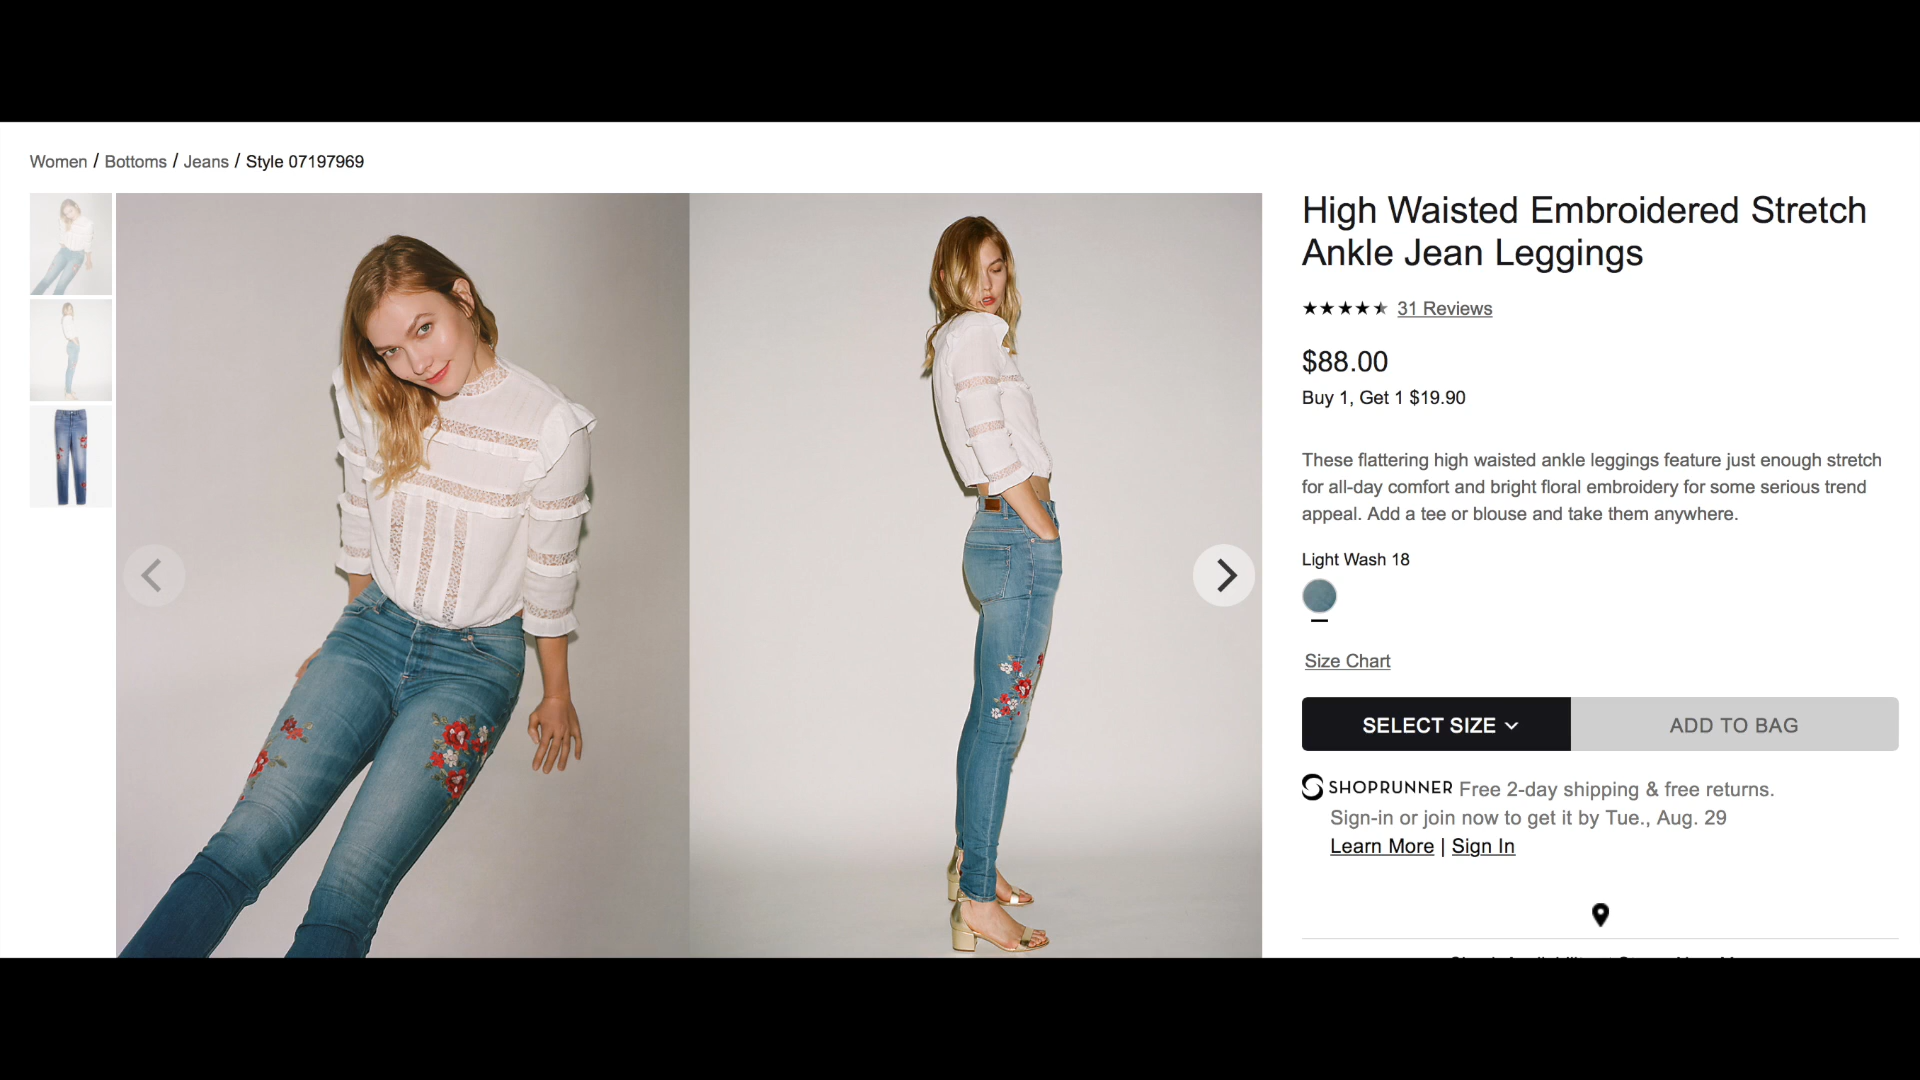 Women / Bottoms / Jeans / Style 07197969
High Waisted Embroidered Stretch
Ankle Jean Leggings
31 Reviews
$88.00
Buy 1, Get 1 $19.90
These flattering high waisted ankle leggings feature just enough stretch
for all-day comfort and bright floral embroidery for some serious trend
appeal. Add a tee or blouse and take them anywhere.
Light Wash 18
Size Chart
SELECT SIZE
ADD TO BAG
SHOPRUNNER Free 2-day shipping & free returns.
Sign-in or join now to get it by Tue., Aug. 29
Learn More | Sign In